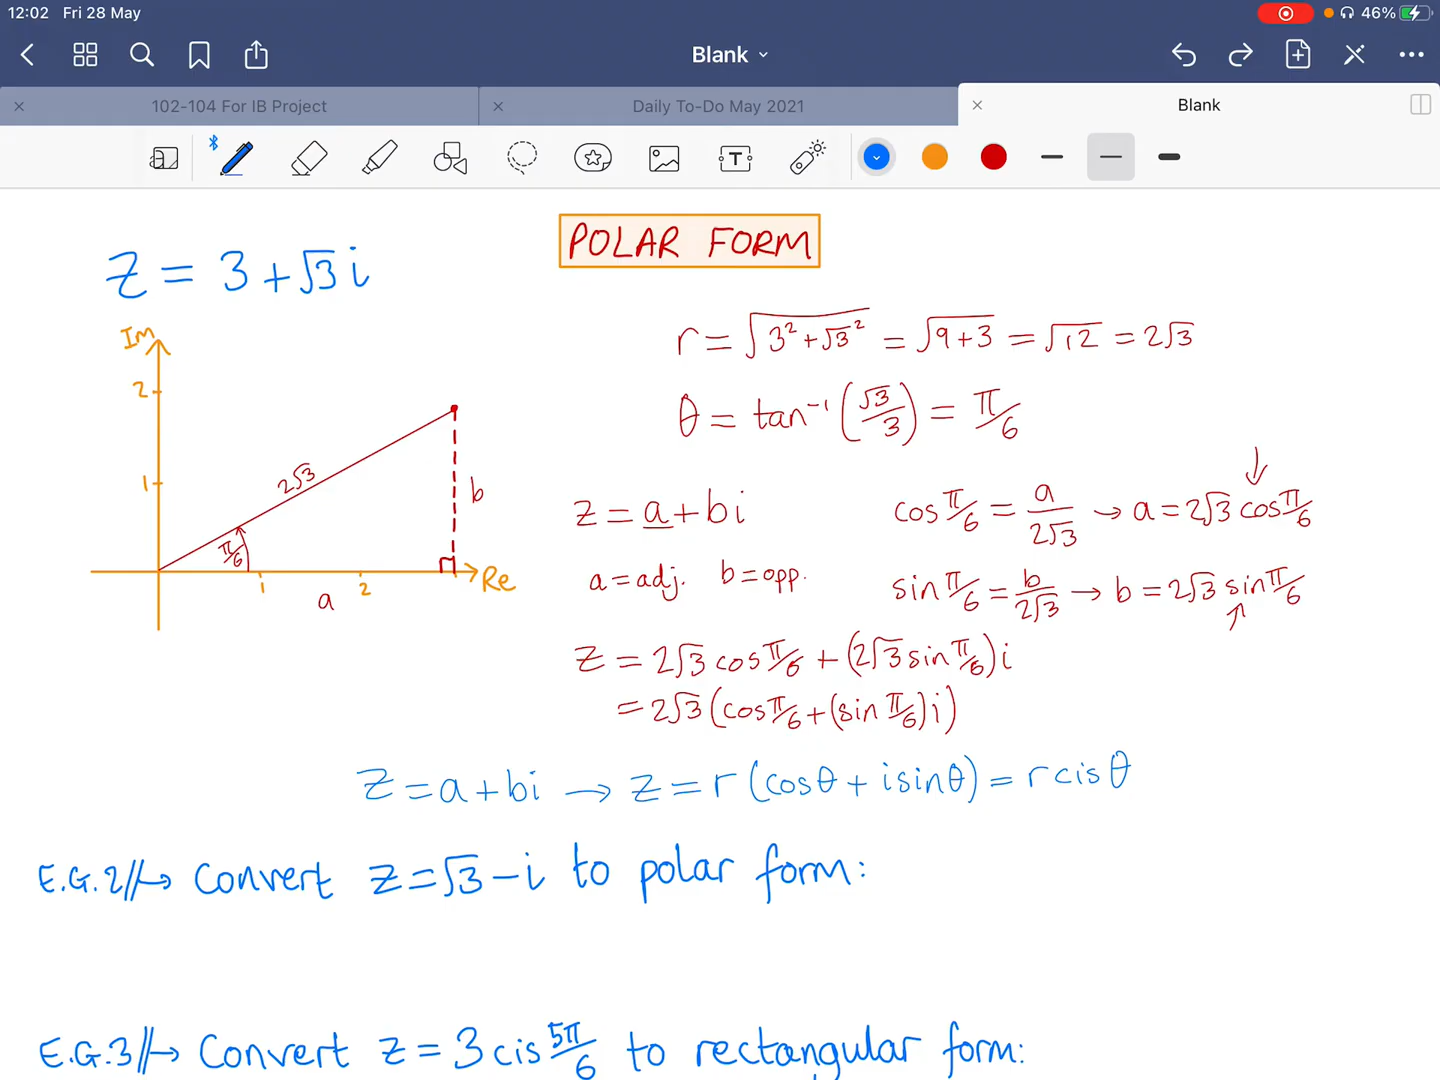 12:02 Fri 28 May
46%
Blank
102-104 For IB Project
Daily To-Do May 2021
Blank
T
POLAR FORM
z = 3 + √3 i
r = √(3² + √3²) = √(9+3) = √12 = 2√3
θ = tan⁻¹(√3/3) = π/6
Im
2
1
2√3
π/6
b
1
2
Re
a
z = a + bi
cos π/6 = a/2√3 → a = 2√3 cos π/6
a = adj. b = opp.
sin π/6 = b/2√3 → b = 2√3 sin π/6
z = 2√3 cos π/6 + (2√3 sin π/6)i
= 2√3 (cos π/6 + (sin π/6)i)
z = a + bi → z = r (cosθ + i sinθ) = r cis θ
E.G.2//→ Convert z = √3 - i to polar form:
E.G.3//→ Convert z = 3 cis 5π/6 to rectangular form: